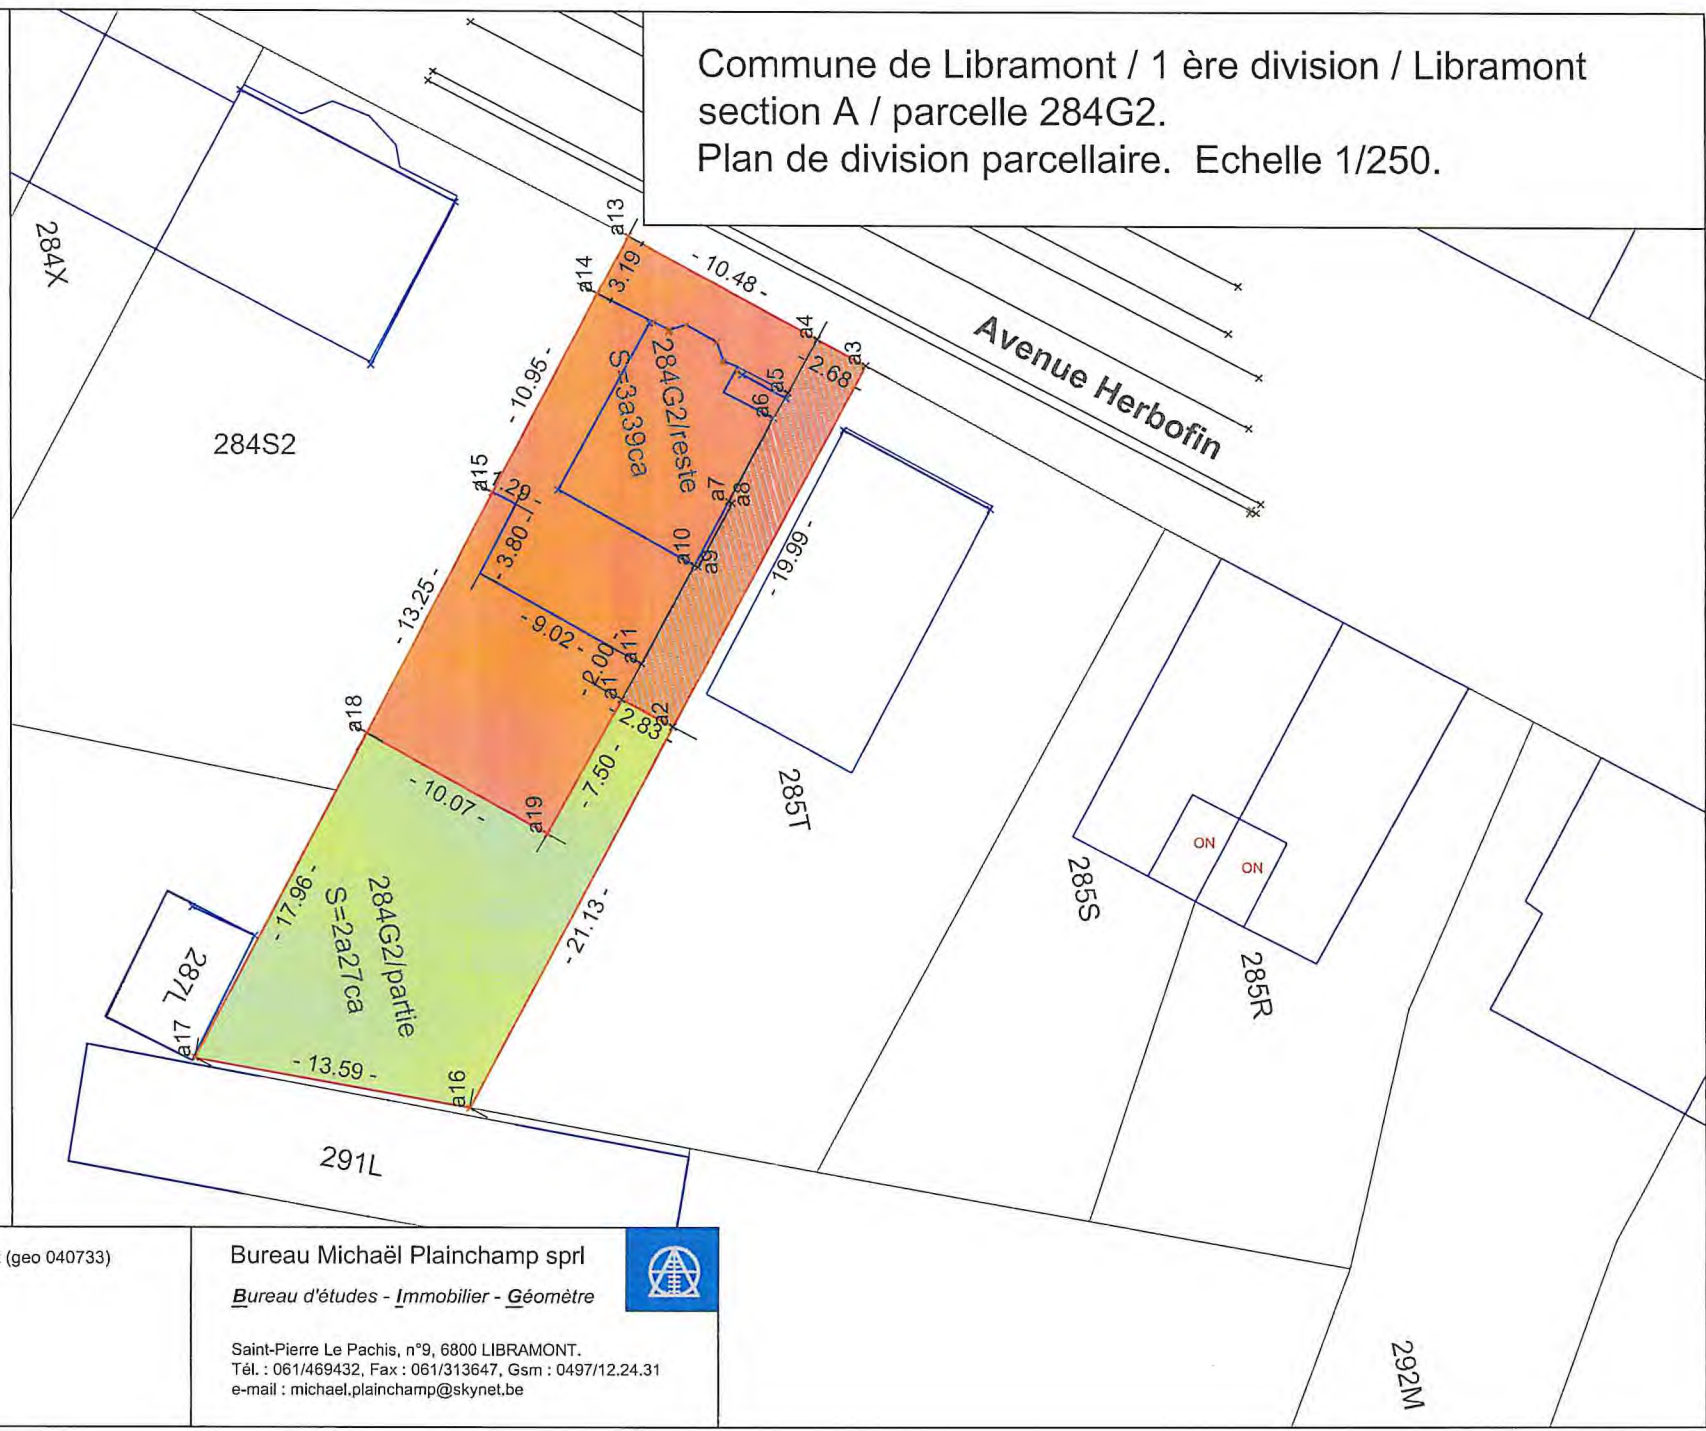 Commune de Libramont / 1 ère division / Libramont
section A / parcelle 284G2.
Plan de division parcellaire. Echelle 1/250.
284X
284S2
a13
a14
- 3.19 -
- 10.48 -
a4
a3
2.68 -
a5
a6
Avenue Herbofin
- 10.95 -
284G2/reste
S=3a39ca
a15
1.29 -
- 3.80 -
a7
a8
a10
a9
- 19.99 -
- 13.25 -
- 9.02 -
- 2.00 -
a11
a1
a2
- 2.83 -
a18
- 10.07 -
- 7.50 -
a19
285T
285S
ON
ON
285R
- 17.96 -
284G2/partie
S=2a27ca
- 21.13 -
287L
a17
- 13.59 -
a16
291L
292M
(geo 040733)
Bureau Michaël Plainchamp sprl
Bureau d'études - Immobilier - Géomètre
Saint-Pierre Le Pachis, n°9, 6800 LIBRAMONT.
Tél. : 061/469432, Fax : 061/313647, Gsm : 0497/12.24.31
e-mail : michael.plainchamp@skynet.be